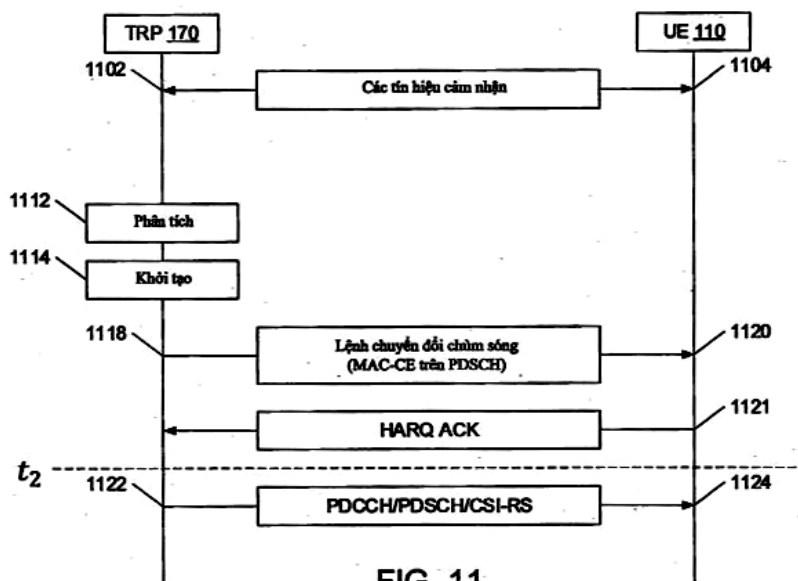 TRP 170
UE 110
1102
Các tín hiệu cảm nhận
1104
1112
Phân tích
1114
Khởi tạo
1118
Lệnh chuyển đổi chùm sóng
(MAC-CE trên PDSCH)
1120
HARQ ACK
1121
t₂
1122
PDCCH/PDSCH/CSI-RS
1124
FIG. 11